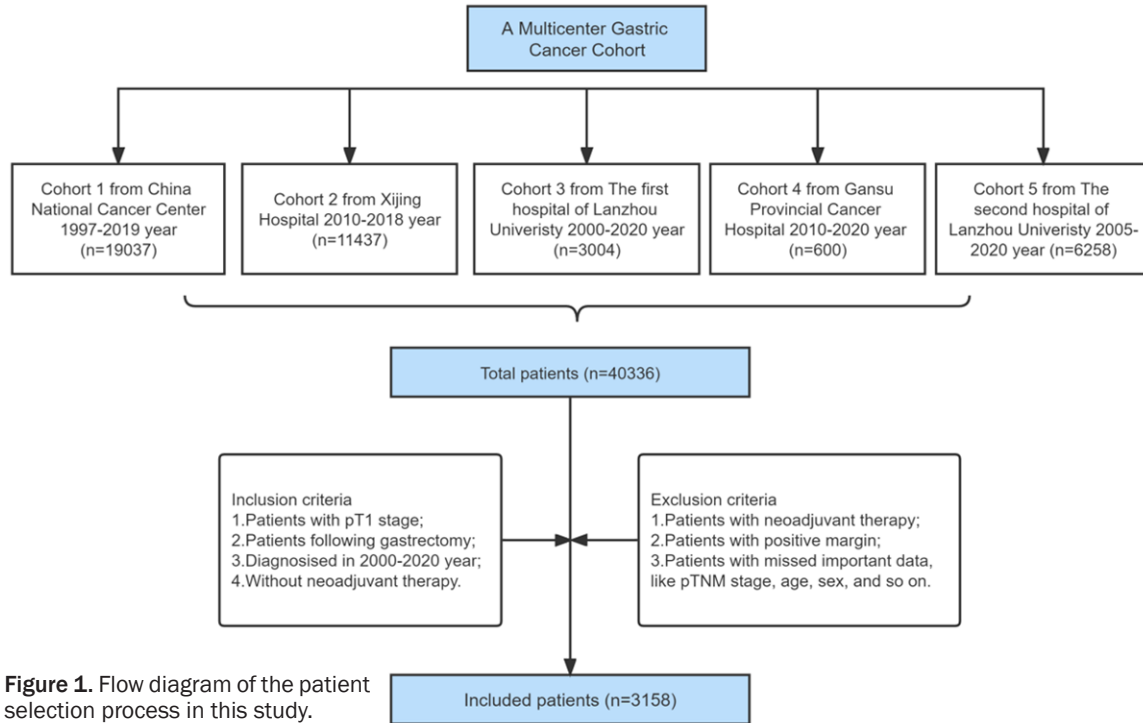 A Multicenter Gastric
Cancer Cohort
Cohort 1 from China
National Cancer Center
1997-2019 year
(n=19037)
Cohort 2 from Xijing
Hospital 2010-2018 year
(n=11437)
Cohort 3 from The first
hospital of Lanzhou
Univeristy 2000-2020 year
(n=3004)
Cohort 4 from Gansu
Provincial Cancer
Hospital 2010-2020 year
(n=600)
Cohort 5 from The
second hospital of
Lanzhou Univeristy 2005-
2020 year (n=6258)
Total patients (n=40336)
Inclusion criteria
1.Patients with pT1 stage;
2.Patients following gastrectomy;
3.Diagnosised in 2000-2020 year;
4.Without neoadjuvant therapy.
Exclusion criteria
1.Patients with neoadjuvant therapy;
2.Patients with positive margin;
3.Patients with missed important data,
like pTNM stage, age, sex, and so on.
Included patients (n=3158)
Figure 1. Flow diagram of the patient
selection process in this study.